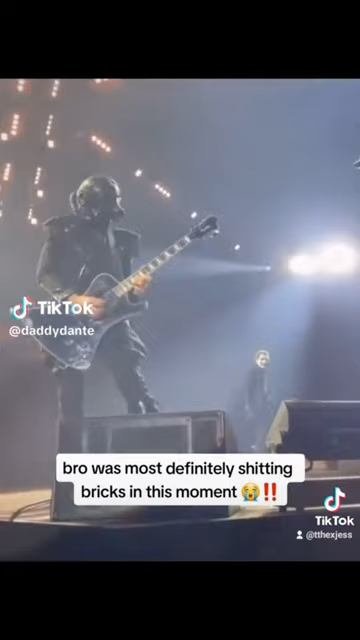 TikTok
@daddydante
bro was most definitely shitting
bricks in this moment 😭‼️
TikTok
@tthexjess